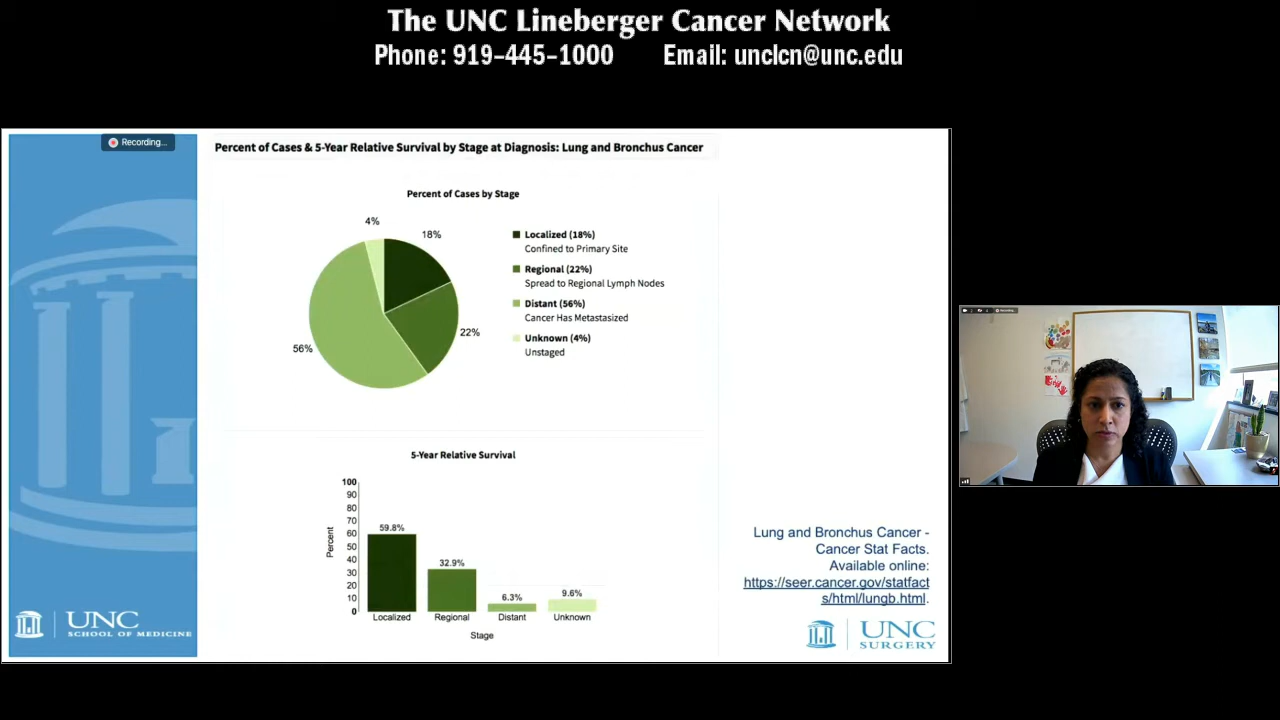 The UNC Lineberger Cancer Network
Phone: 919-445-1000 Email: unclcn@unc.edu
Recording...
Percent of Cases & 5-Year Relative Survival by Stage at Diagnosis: Lung and Bronchus Cancer
Percent of Cases by Stage
4%
18%
22%
56%
Localized (18%)
Confined to Primary Site
Regional (22%)
Spread to Regional Lymph Nodes
Distant (56%)
Cancer Has Metastasized
Unknown (4%)
Unstaged
5-Year Relative Survival
Percent
100
90
80
70
60
50
40
30
20
10
0
59.8%
32.9%
6.3%
9.6%
Localized
Regional
Distant
Unknown
Stage
Lung and Bronchus Cancer -
Cancer Stat Facts.
Available online:
https://seer.cancer.gov/statfact
s/html/lungb.html.
UNC
SCHOOL OF MEDICINE
UNC
SURGERY
Recording